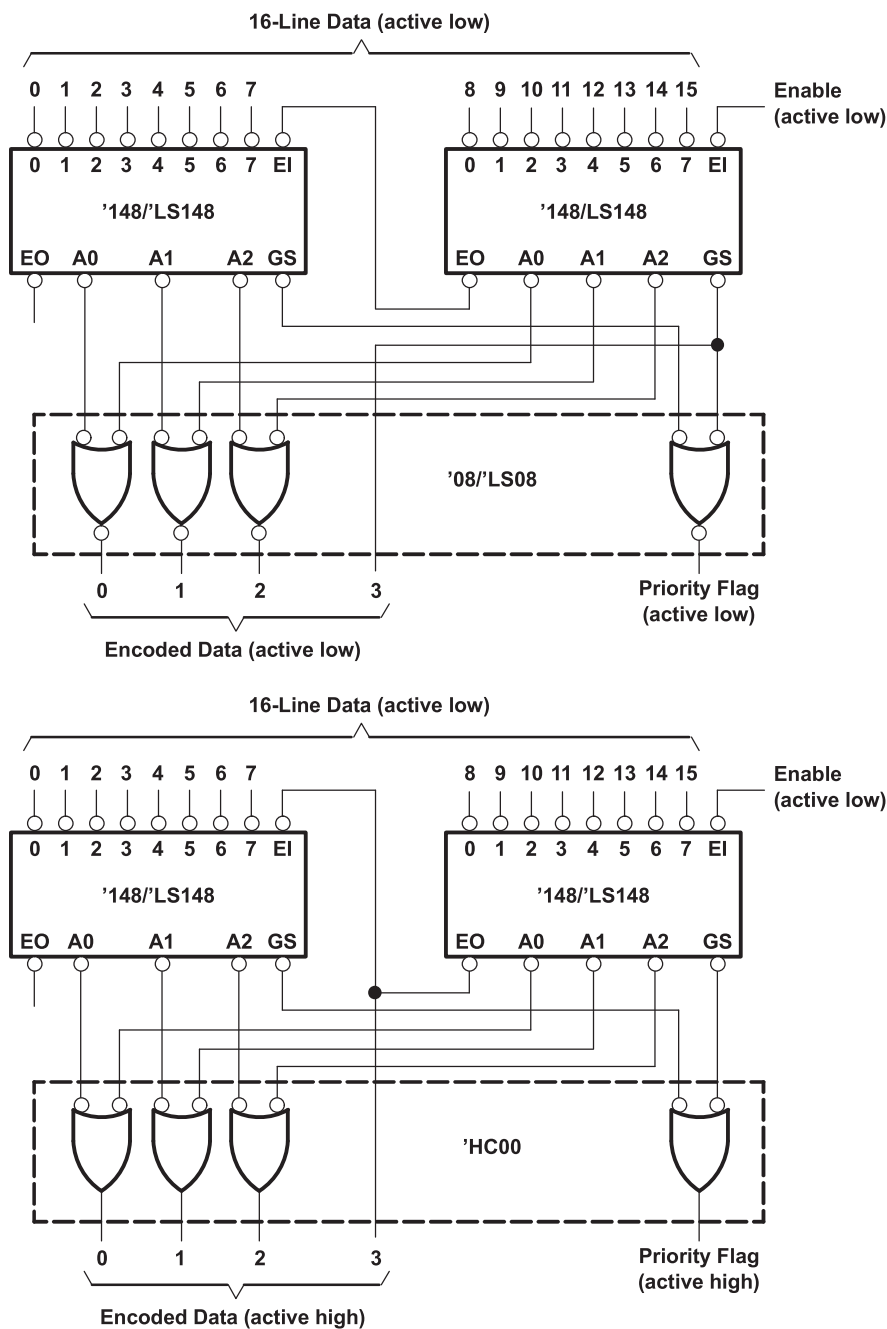 16-Line Data (active low)
0 1 2 3 4 5 6 7
8 9 10 11 12 13 14 15
Enable
(active low)
0 1 2 3 4 5 6 7 EI
0 1 2 3 4 5 6 7 EI
’148/’LS148
’148/LS148
EO A0 A1 A2 GS
EO A0 A1 A2 GS
’08/’LS08
0 1 2 3
Priority Flag
(active low)
Encoded Data (active low)
16-Line Data (active low)
0 1 2 3 4 5 6 7
8 9 10 11 12 13 14 15
Enable
(active low)
0 1 2 3 4 5 6 7 EI
0 1 2 3 4 5 6 7 EI
’148/’LS148
’148/’LS148
EO A0 A1 A2 GS
EO A0 A1 A2 GS
’HC00
0 1 2 3
Priority Flag
(active high)
Encoded Data (active high)